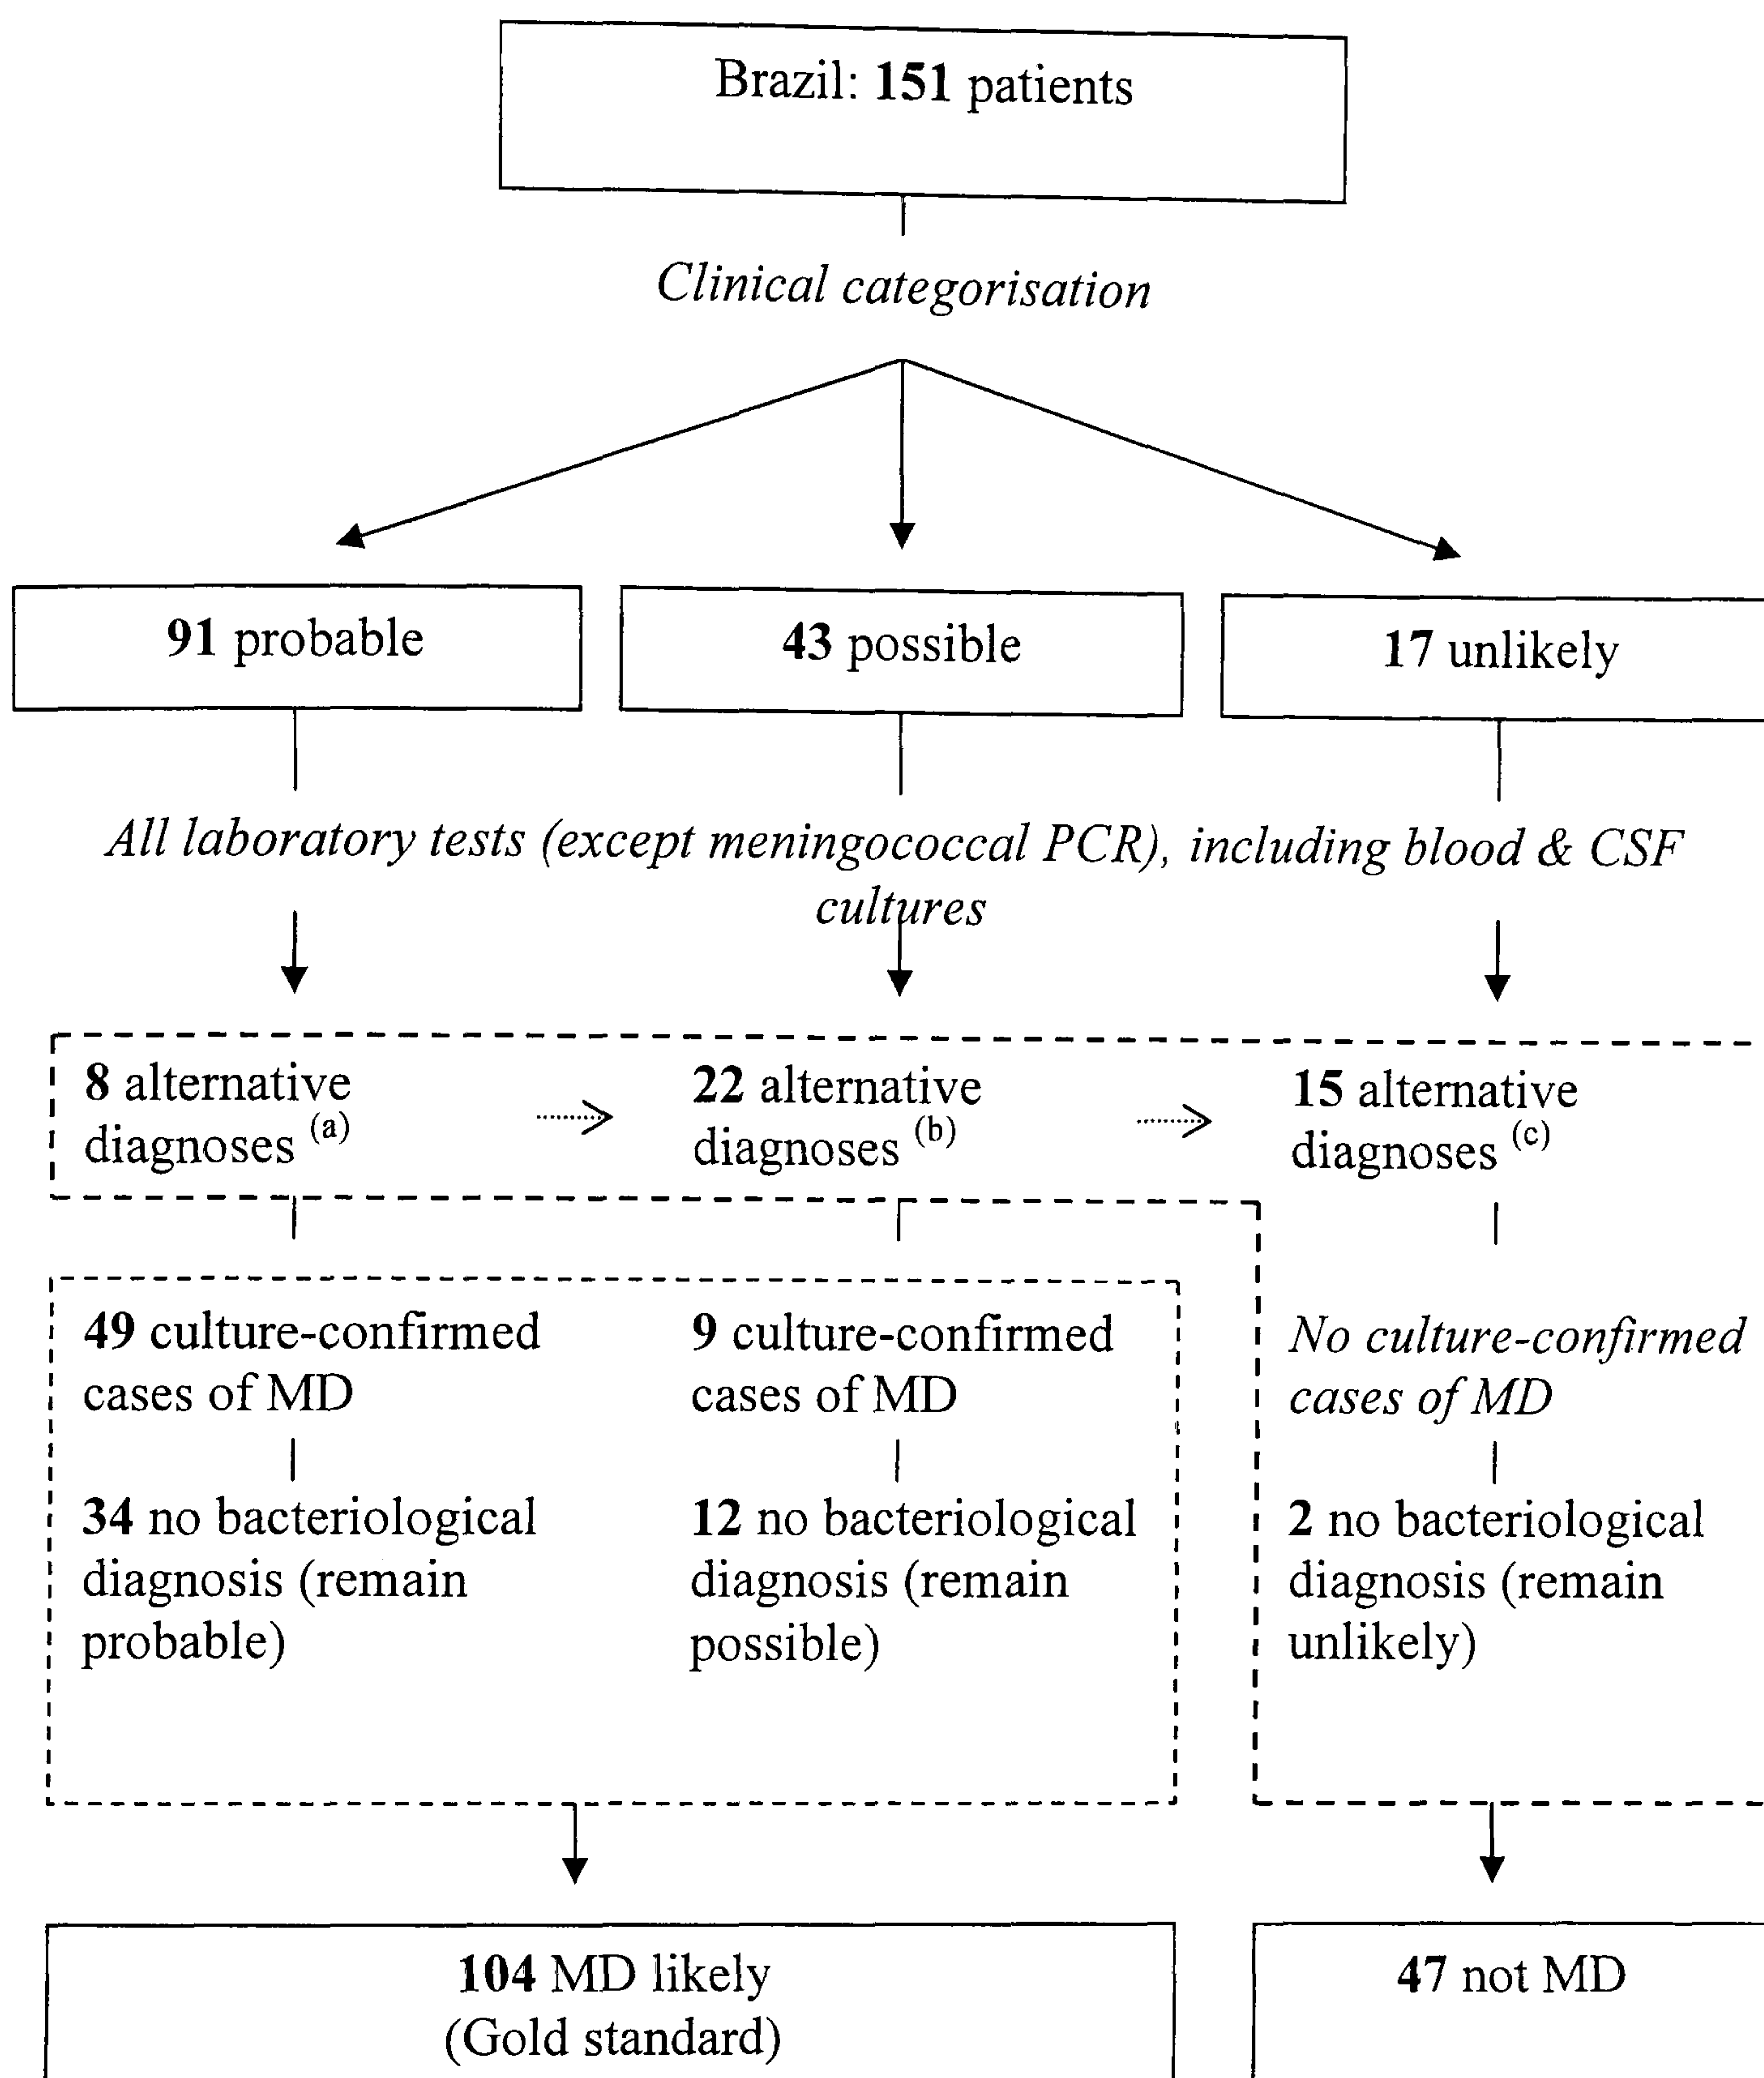 Brazil: 151 patients
Clinical categorisation
91 probable
43 possible
17 unlikely
All laboratory tests (except meningococcal PCR), including blood & CSF
cultures
8 alternative
diagnoses (a)
22 alternative
diagnoses (b)
15 alternative
diagnoses (c)
49 culture-confirmed
cases of MD
9 culture-confirmed
cases of MD
No culture-confirmed
cases of MD
34 no bacteriological
diagnosis (remain
probable)
12 no bacteriological
diagnosis (remain
possible)
2 no bacteriological
diagnosis (remain
unlikely)
104 MD likely
(Gold standard)
47 not MD